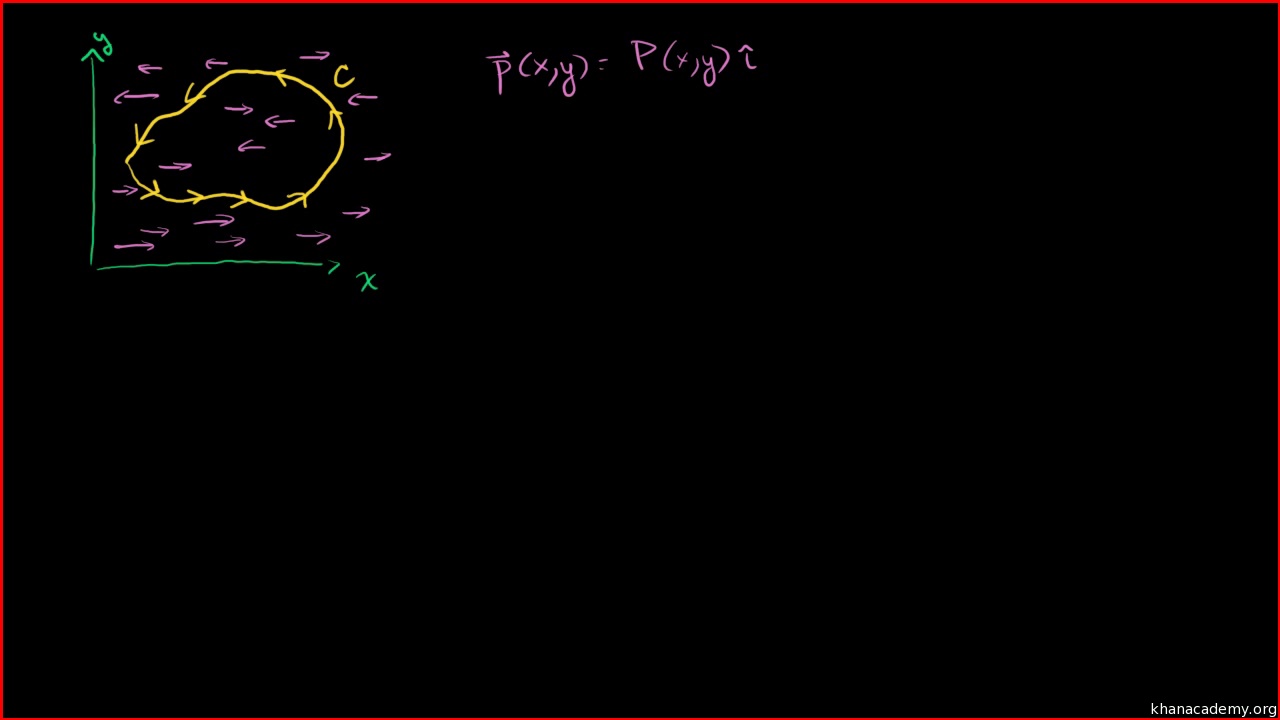 y
C
x
p⃗(x,y) = P(x,y) î
khanacademy.org